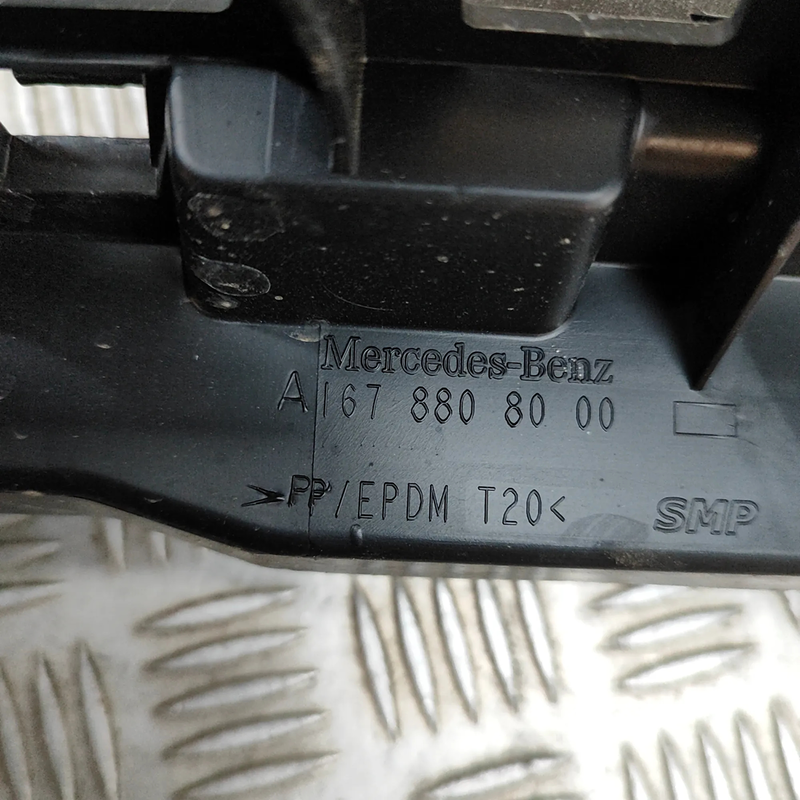 Mercedes-Benz
A 167 880 80 00
>PP/EPDM T20<
SMP